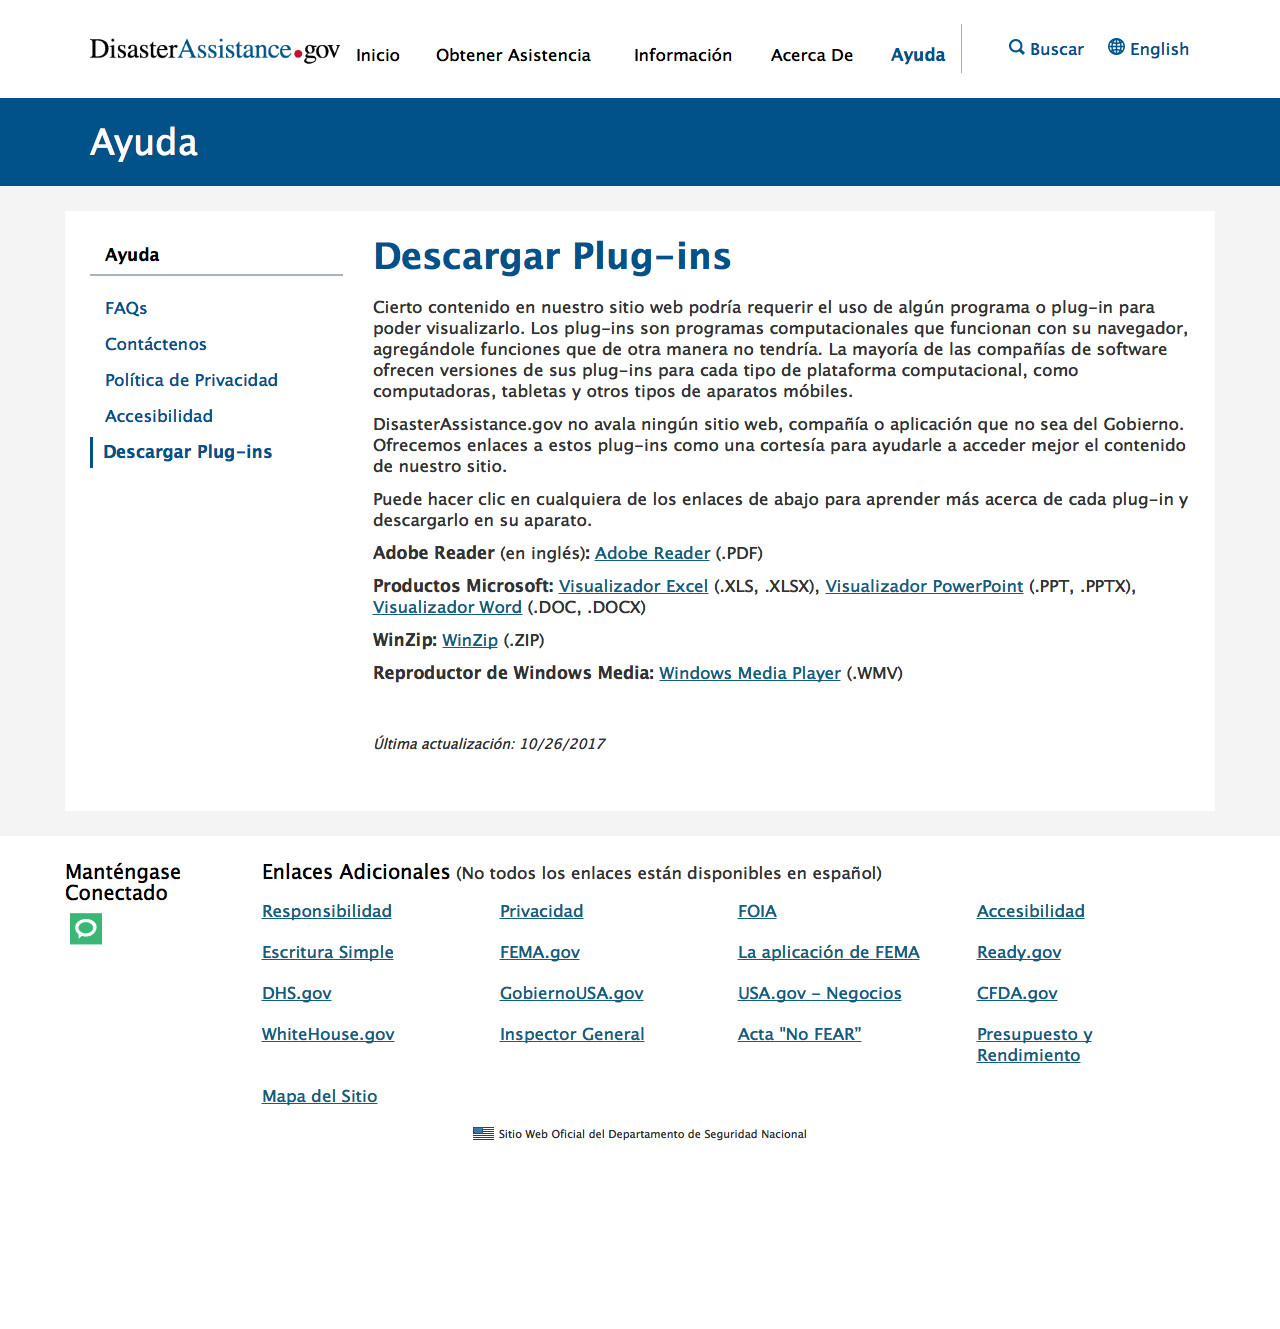 DisasterAssistance.gov
Inicio
Obtener Asistencia
Información
Acerca De
Ayuda
Buscar
English
Ayuda
Ayuda
FAQs
Contáctenos
Política de Privacidad
Accesibilidad
Descargar Plug-ins
Descargar Plug-ins
Cierto contenido en nuestro sitio web podría requerir el uso de algún programa o plug-in para
poder visualizarlo. Los plug-ins son programas computacionales que funcionan con su navegador,
agregándole funciones que de otra manera no tendría. La mayoría de las compañías de software
ofrecen versiones de sus plug-ins para cada tipo de plataforma computacional, como
computadoras, tabletas y otros tipos de aparatos móbiles.
DisasterAssistance.gov no avala ningún sitio web, compañía o aplicación que no sea del Gobierno.
Ofrecemos enlaces a estos plug-ins como una cortesía para ayudarle a acceder mejor el contenido
de nuestro sitio.
Puede hacer clic en cualquiera de los enlaces de abajo para aprender más acerca de cada plug-in y
descargarlo en su aparato.
Adobe Reader (en inglés): Adobe Reader (.PDF)
Productos Microsoft: Visualizador Excel (.XLS, .XLSX), Visualizador PowerPoint (.PPT, .PPTX),
Visualizador Word (.DOC, .DOCX)
WinZip: WinZip (.ZIP)
Reproductor de Windows Media: Windows Media Player (.WMV)
Última actualización: 10/26/2017
Manténgase
Conectado
Enlaces Adicionales (No todos los enlaces están disponibles en español)
Responsibilidad
Privacidad
FOIA
Accesibilidad
Escritura Simple
FEMA.gov
La aplicación de FEMA
Ready.gov
DHS.gov
GobiernoUSA.gov
USA.gov - Negocios
CFDA.gov
WhiteHouse.gov
Inspector General
Acta "No FEAR”
Presupuesto y
Rendimiento
Mapa del Sitio
Sitio Web Oficial del Departamento de Seguridad Nacional